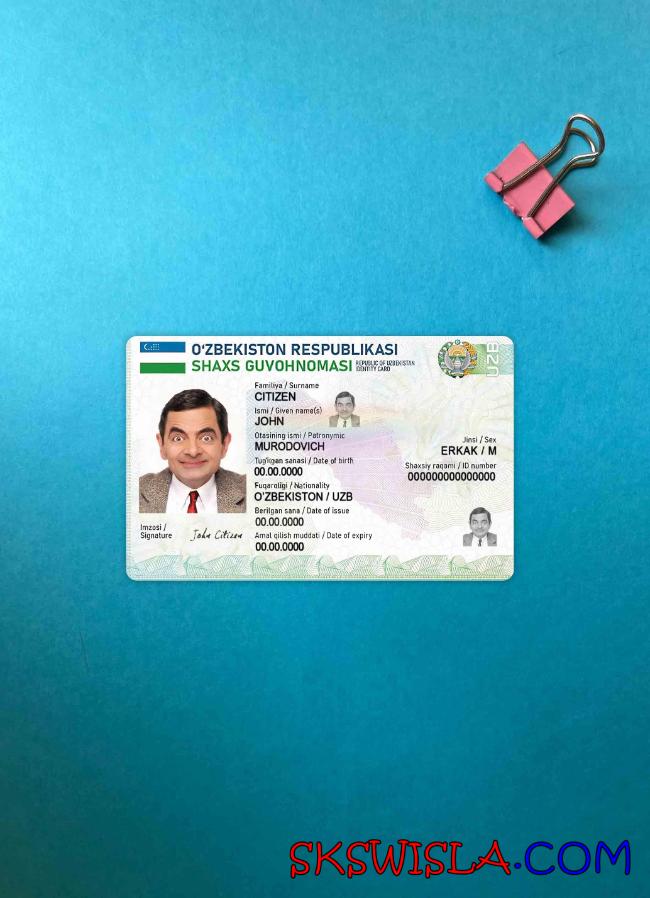 O‘ZBEKISTON RESPUBLIKASI
SHAXS GUVOHNOMASI REPUBLIC OF UZBEKISTAN
IDENTITY CARD
UZB
Familiya / Surname
CITIZEN
Ismi / Given name(s)
JOHN
Otasining ismi / Patronymic
MURODOVICH
Jinsi / Sex
ERKAK / M
Tug‘ilgan sanasi / Date of birth
00.00.0000
Shaxsiy raqami / ID number
00000000000000
Fuqaroligi / Nationality
O‘ZBEKISTON / UZB
Berilgan sana / Date of issue
00.00.0000
Imzosi /
Signature
John Citizen
Amal qilish muddati / Date of expiry
00.00.0000
SKSWISLA.COM